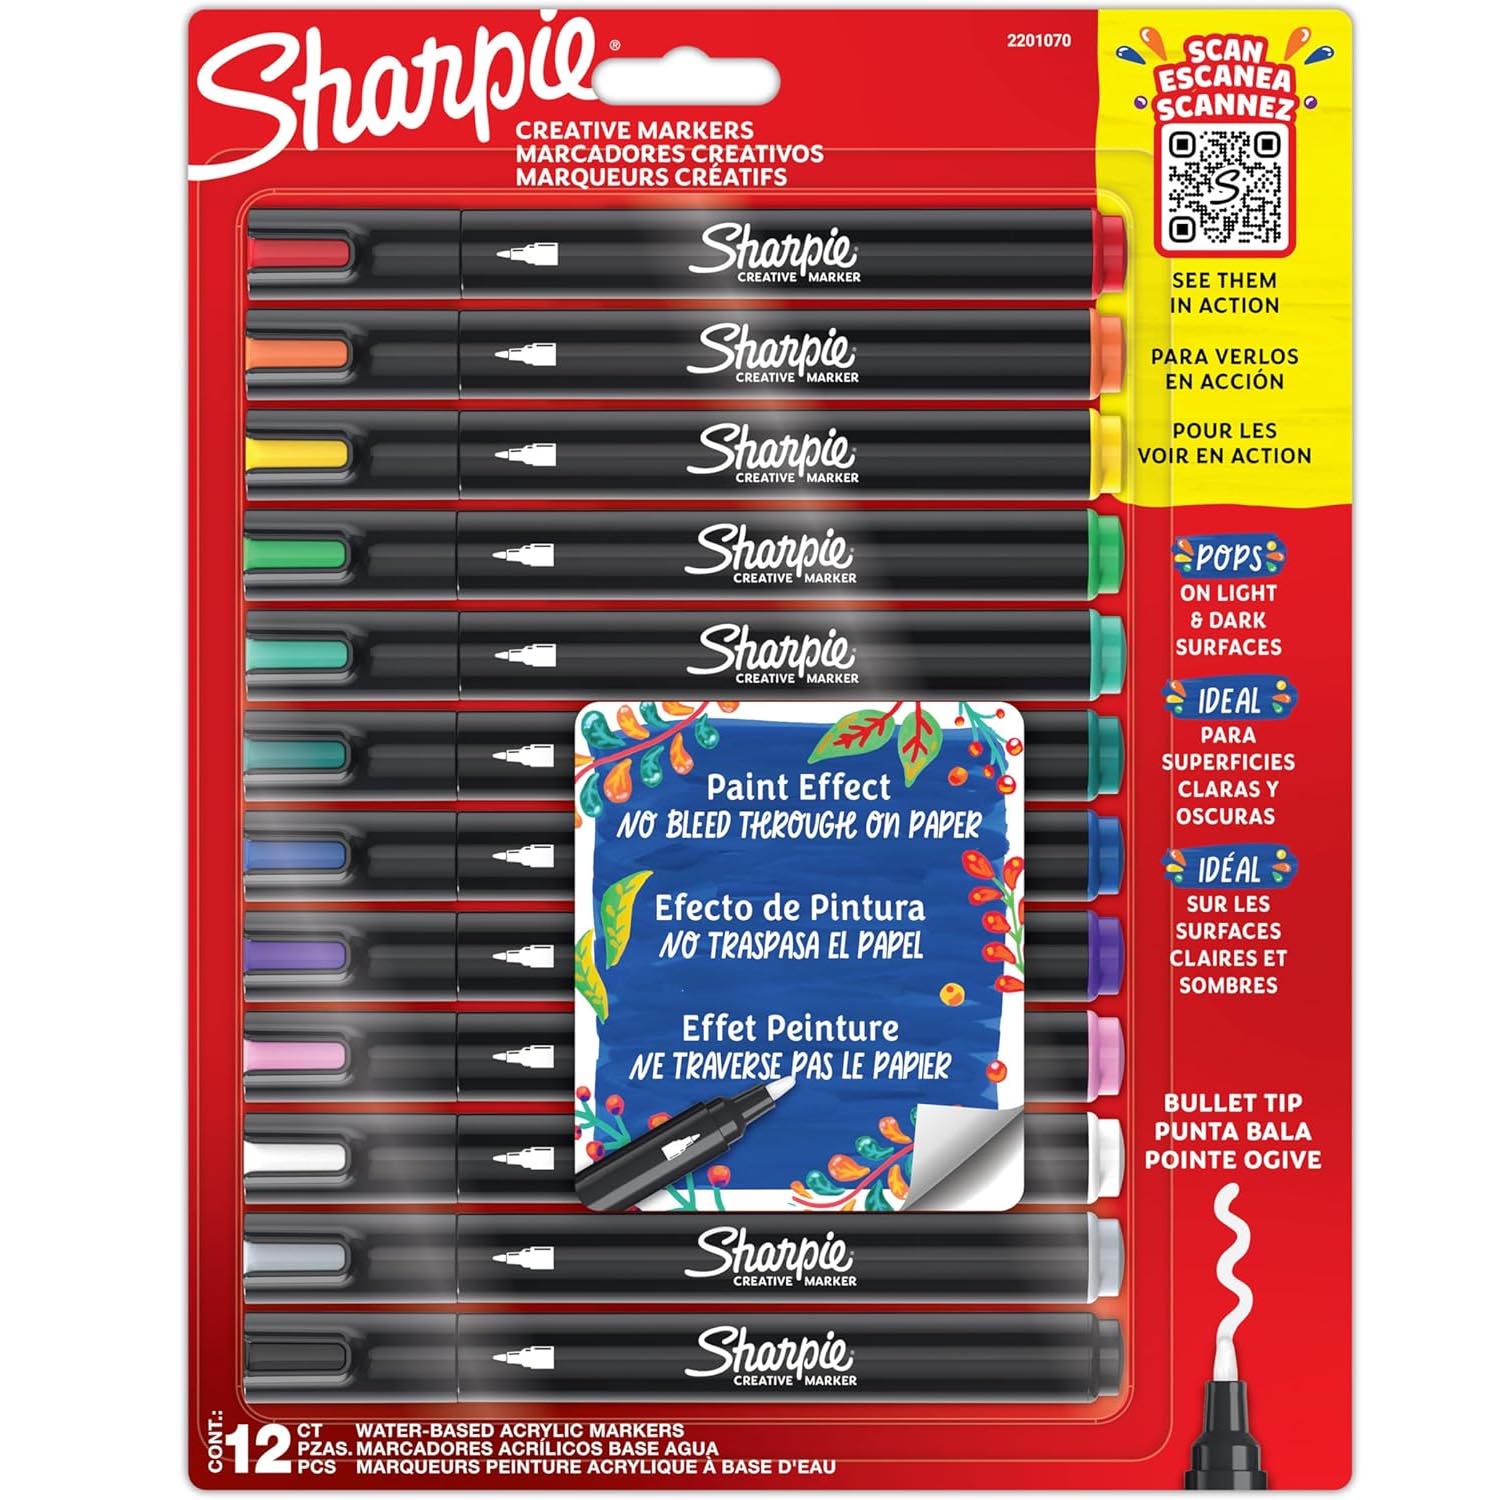 Sharpie®
2201070
CREATIVE MARKERS
MARCADORES CREATIVOS
MARQUEURS CRÉATIFS
SCAN
ESCANEA
SCANNEZ
S
SEE THEM
IN ACTION
PARA VERLOS
EN ACCIÓN
POUR LES
VOIR EN ACTION
Sharpie®
CREATIVE MARKER
Sharpie®
CREATIVE MARKER
Sharpie®
CREATIVE MARKER
Sharpie®
CREATIVE MARKER
Sharpie®
CREATIVE MARKER
POPS
ON LIGHT
& DARK
SURFACES
IDEAL
PARA
SUPERFICIES
CLARAS Y
OSCURAS
IDÉAL
SUR LES
SURFACES
CLAIRES ET
SOMBRES
Paint Effect
NO BLEED THROUGH ON PAPER
Efecto de Pintura
NO TRASPASA EL PAPEL
Effet Peinture
NE TRAVERSE PAS LE PAPIER
BULLET TIP
PUNTA BALA
POINTE OGIVE
Sharpie®
CREATIVE MARKER
Sharpie®
CREATIVE MARKER
CONT.:
12 CT
PZAS.
PCS
WATER-BASED ACRYLIC MARKERS
MARCADORES ACRÍLICOS BASE AGUA
MARQUEURS PEINTURE ACRYLIQUE À BASE D'EAU